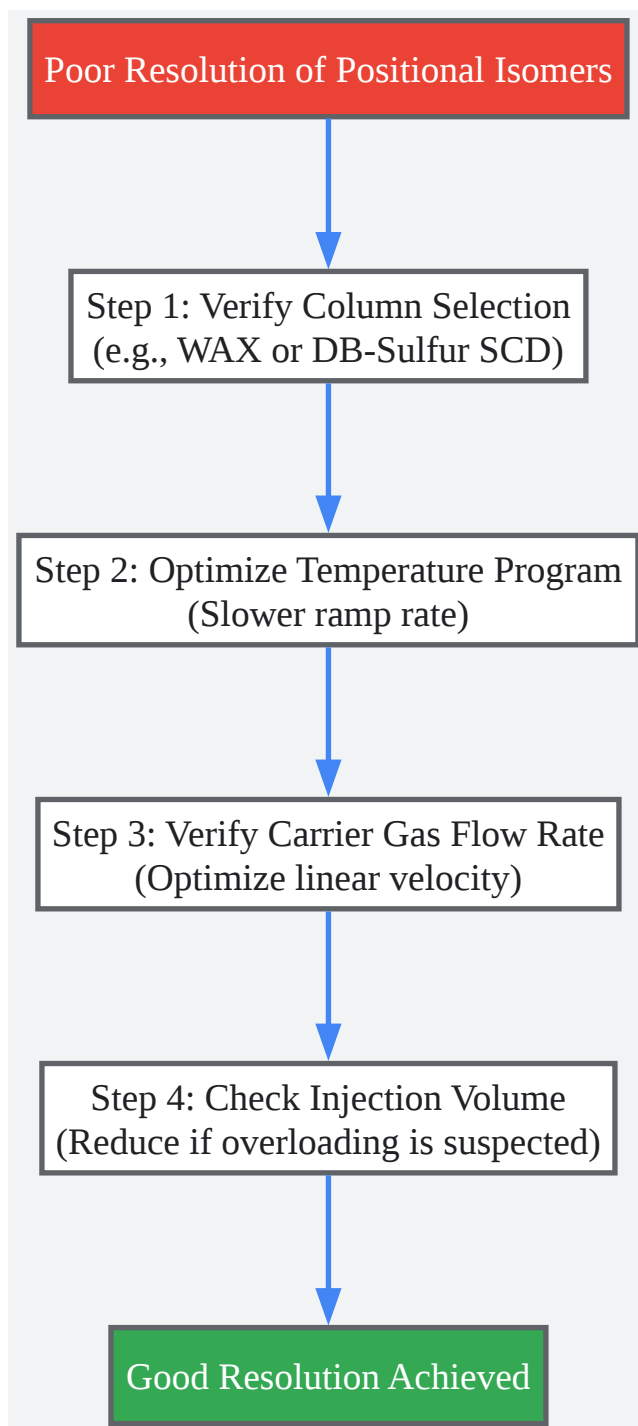 Poor Resolution of Positional Isomers
Step 1: Verify Column Selection
(e.g., WAX or DB-Sulfur SCD)
Step 2: Optimize Temperature Program
(Slower ramp rate)
Step 3: Verify Carrier Gas Flow Rate
(Optimize linear velocity)
Step 4: Check Injection Volume
(Reduce if overloading is suspected)
Good Resolution Achieved